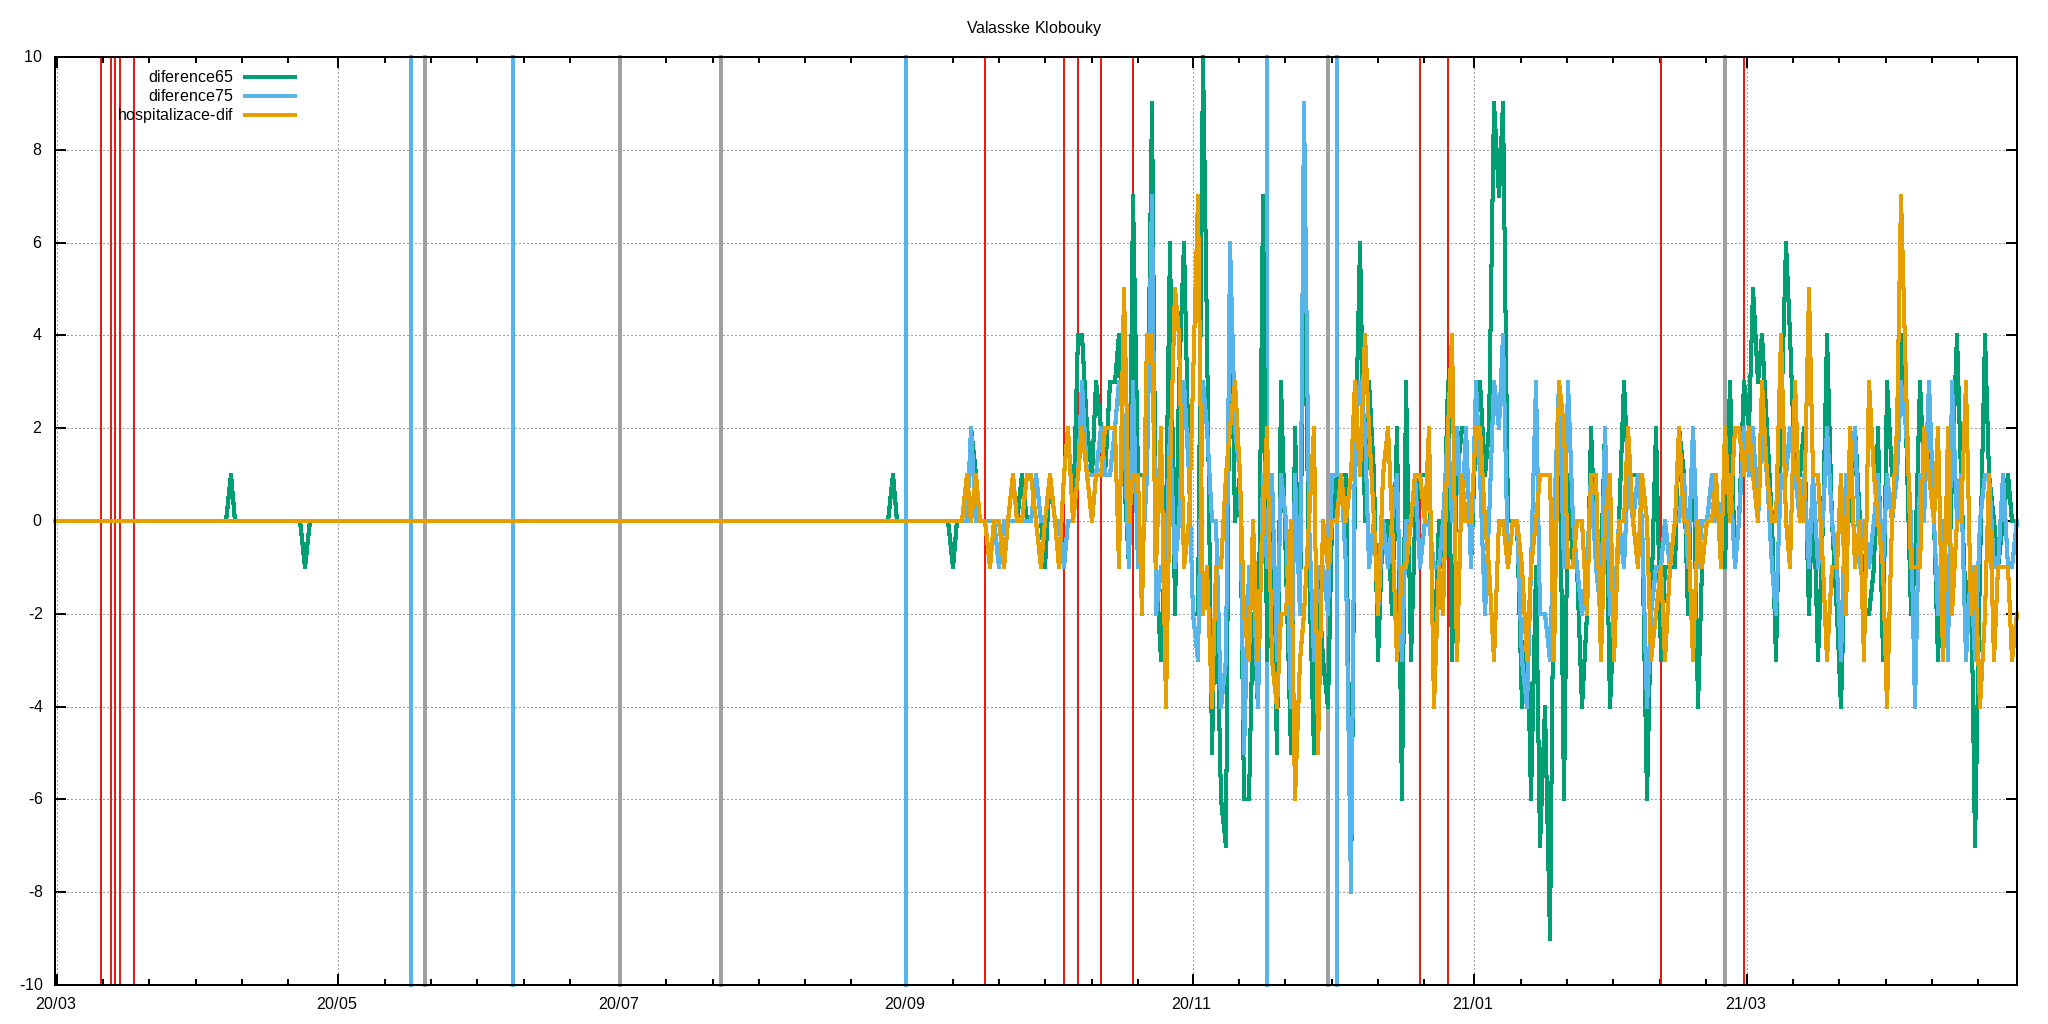 Valasske Klobouky
10
8
6
4
2
0
-2
-4
-6
-8
-10
diference65
diference75
hospitalizace-dif
20/03 20/05 20/07 20/09 20/11 21/01 21/03